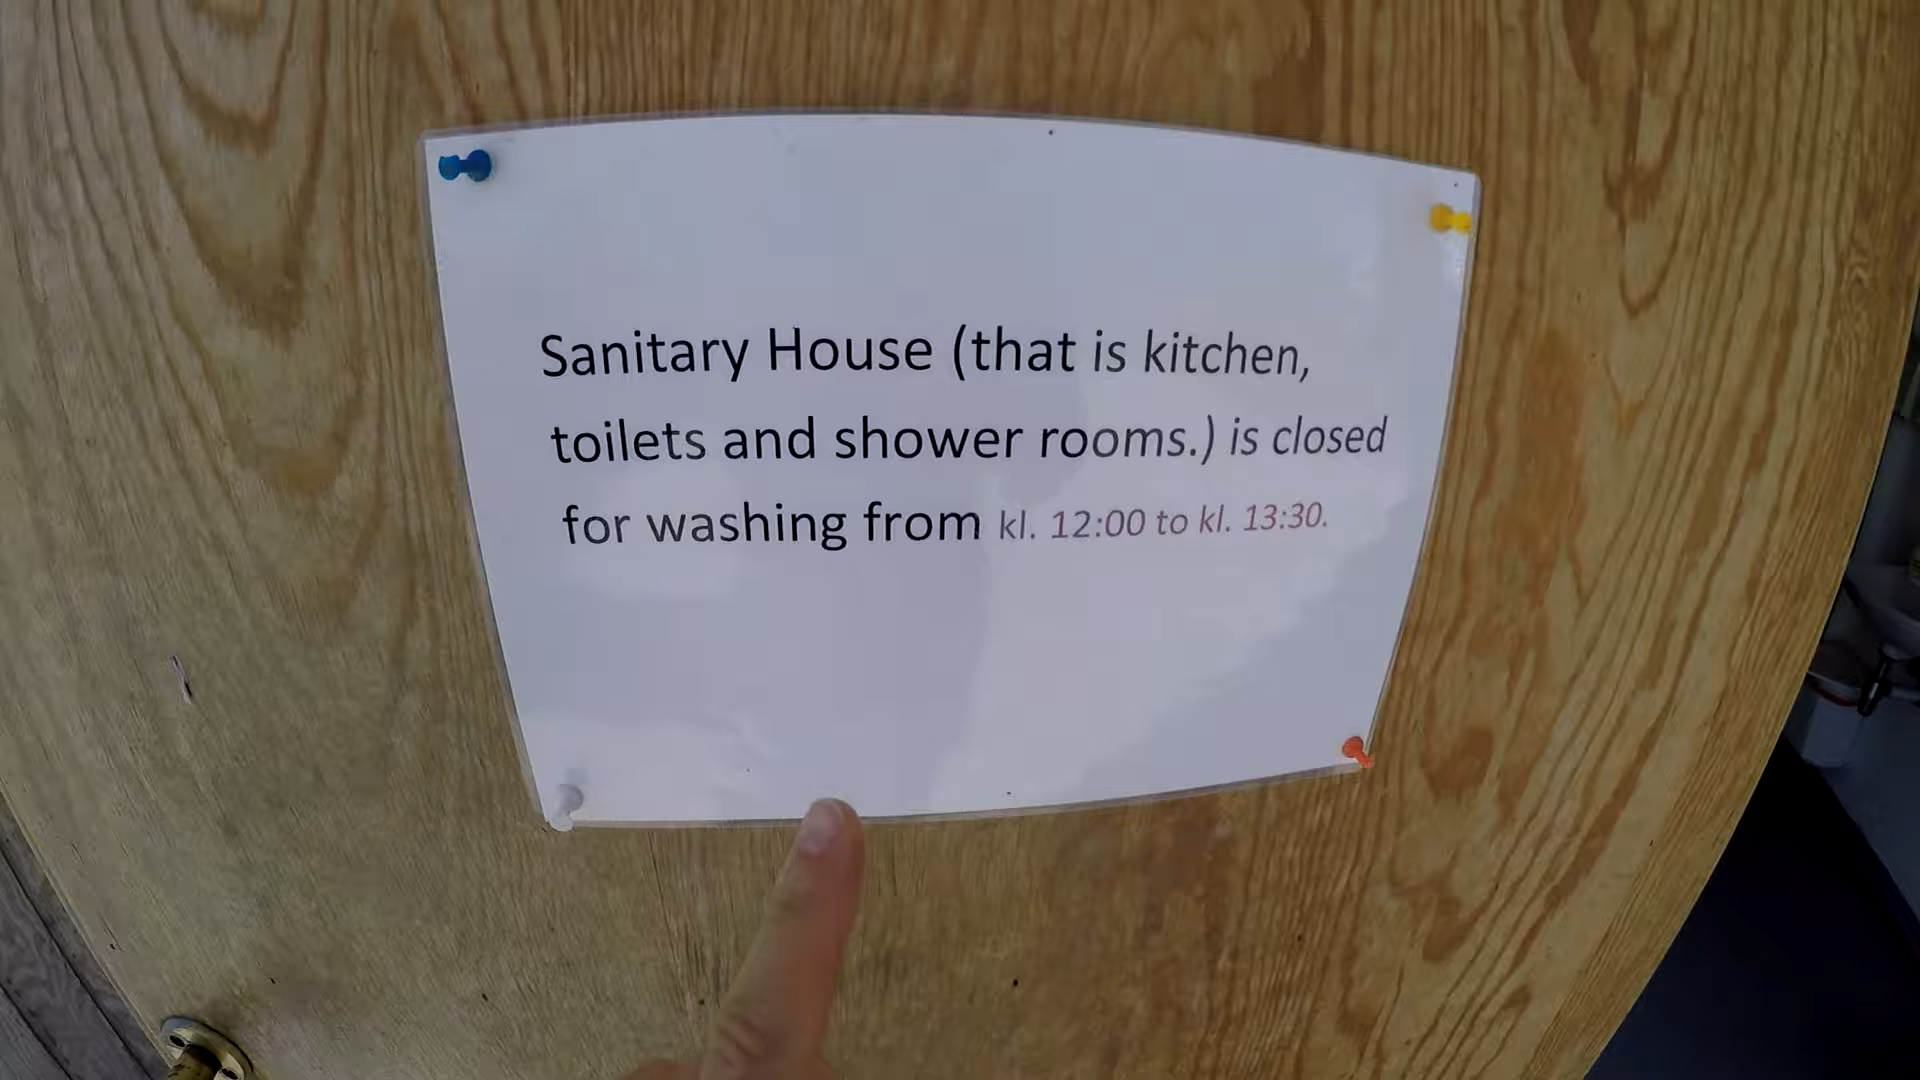 Sanitary House (that is kitchen,
toilets and shower rooms.) is closed
for washing from kl. 12:00 to kl. 13:30.